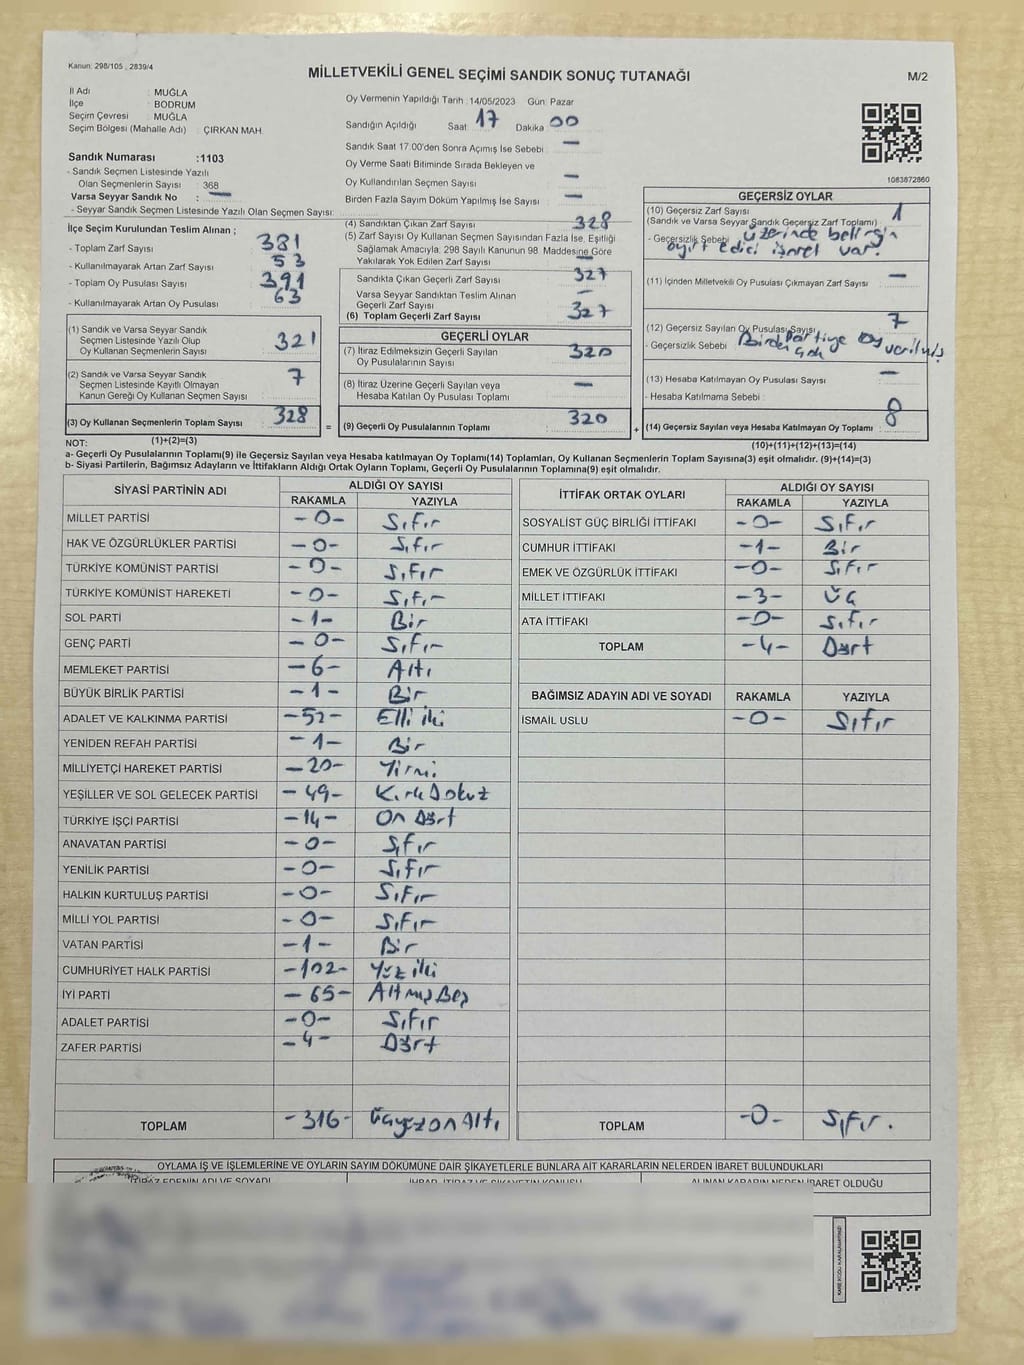 Kanun: 298/105 , 2839/4
MİLLETVEKİLİ GENEL SEÇİMİ SANDIK SONUÇ TUTANAĞI
M/2
İl Adı : MUĞLA
İlçe : BODRUM
Seçim Çevresi : MUĞLA
Seçim Bölgesi (Mahalle Adı) : ÇIRKAN MAH.
Sandık Numarası :1103
- Sandık Seçmen Listesinde Yazılı
Olan Seçmenlerin Sayısı : 368
Varsa Seyyar Sandık No : —
- Seyyar Sandık Seçmen Listesinde Yazılı Olan Seçmen Sayısı:
İlçe Seçim Kurulundan Teslim Alınan ;
- Toplam Zarf Sayısı 381
- Kullanılmayarak Artan Zarf Sayısı 53
- Toplam Oy Pusulası Sayısı 391
- Kullanılmayarak Artan Oy Pusulası 63
(1) Sandık ve Varsa Seyyar Sandık
Seçmen Listesinde Yazılı Olup
Oy Kullanan Seçmenlerin Sayısı 321
(2) Sandık ve Varsa Seyyar Sandık
Seçmen Listesinde Kayıtlı Olmayan
Kanun Gereği Oy Kullanan Seçmen Sayısı 7
(3) Oy Kullanan Seçmenlerin Toplam Sayısı 328
Oy Vermenin Yapıldığı Tarih :14/05/2023 Gün: Pazar
Sandığın Açıldığı Saat 17 Dakika 00
Sandık Saat 17:00'den Sonra Açımış İse Sebebi : —
Oy Verme Saati Bitiminde Sırada Bekleyen ve
Oy Kullandırılan Seçmen Sayısı —
Birden Fazla Sayım Döküm Yapılmış İse Sayısı —
(4) Sandıktan Çıkan Zarf Sayısı 328
(5) Zarf Sayısı Oy Kullanan Seçmen Sayısından Fazla İse, Eşitliği
Sağlamak Amacıyla, 298 Sayılı Kanunun 98. Maddesine Göre
Yakılarak Yok Edilen Zarf Sayısı —
Sandıkta Çıkan Geçerli Zarf Sayısı 327
Varsa Seyyar Sandıktan Teslim Alınan
Geçerli Zarf Sayısı —
(6) Toplam Geçerli Zarf Sayısı 327
GEÇERLİ OYLAR
(7) İtiraz Edilmeksizin Geçerli Sayılan
Oy Pusulalarının Sayısı 320
(8) İtiraz Üzerine Geçerli Sayılan veya
Hesaba Katılan Oy Pusulası Toplamı —
= (9) Geçerli Oy Pusulalarının Toplamı 320 +
1083872860
GEÇERSİZ OYLAR
(10) Geçersiz Zarf Sayısı 1
(Sandık ve Varsa Seyyar Sandık Geçersiz Zarf Toplamı)
- Geçersizlik Sebebi : üzerinde belirgin
ayırt edici işaret var.
(11) İçinden Milletvekili Oy Pusulası Çıkmayan Zarf Sayısı —
(12) Geçersiz Sayılan Oy Pusulası Sayısı 7
- Geçersizlik Sebebi : Birden çok partiye oy verilmiş
(13) Hesaba Katılmayan Oy Pusulası Sayısı —
- Hesaba Katılmama Sebebi :
(14) Geçersiz Sayılan veya Hesaba Katılmayan Oy Toplamı 8
NOT: (1)+(2)=(3)
(10)+(11)+(12)+(13)=(14)
a- Geçerli Oy Pusulalarının Toplamı(9) ile Geçersiz Sayılan veya Hesaba katılmayan Oy Toplamı(14) Toplamları, Oy Kullanan Seçmenlerin Toplam Sayısına(3) eşit olmalıdır. (9)+(14)=(3)
b- Siyasi Partilerin, Bağımsız Adayların ve İttifakların Aldığı Ortak Oyların Toplamı, Geçerli Oy Pusulalarının Toplamına(9) eşit olmalıdır.
SİYASİ PARTİNİN ADI ALDIĞI OY SAYISI
RAKAMLA YAZIYLA
MİLLET PARTİSİ -0- Sıfır
HAK VE ÖZGÜRLÜKLER PARTİSİ -0- Sıfır
TÜRKİYE KOMÜNİST PARTİSİ -0- Sıfır
TÜRKİYE KOMÜNİST HAREKETİ -0- Sıfır
SOL PARTİ -1- Bir
GENÇ PARTİ -0- Sıfır
MEMLEKET PARTİSİ -6- Altı
BÜYÜK BİRLİK PARTİSİ -1- Bir
ADALET VE KALKINMA PARTİSİ -52- Elli iki
YENİDEN REFAH PARTİSİ -1- Bir
MİLLİYETÇİ HAREKET PARTİSİ -20- Yirmi
YEŞİLLER VE SOL GELECEK PARTİSİ -49- Kırk Dokuz
TÜRKİYE İŞÇİ PARTİSİ -14- On Dört
ANAVATAN PARTİSİ -0- Sıfır
YENİLİK PARTİSİ -0- Sıfır
HALKIN KURTULUŞ PARTİSİ -0- Sıfır
MİLLİ YOL PARTİSİ -0- Sıfır
VATAN PARTİSİ -1- Bir
CUMHURİYET HALK PARTİSİ -102- Yüz iki
İYİ PARTİ -65- Altmış Beş
ADALET PARTİSİ -0- Sıfır
ZAFER PARTİSİ -4- Dört
TOPLAM -316- Üçyüzon Altı
İTTİFAK ORTAK OYLARI ALDIĞI OY SAYISI
RAKAMLA YAZIYLA
SOSYALİST GÜÇ BİRLİĞİ İTTİFAKI -0- Sıfır
CUMHUR İTTİFAKI -1- Bir
EMEK VE ÖZGÜRLÜK İTTİFAKI -0- Sıfır
MİLLET İTTİFAKI -3- Üç
ATA İTTİFAKI -0- Sıfır
TOPLAM -4- Dört
BAĞIMSIZ ADAYIN ADI VE SOYADI RAKAMLA YAZIYLA
İSMAİL USLU -0- Sıfır
TOPLAM -0- Sıfır.
OYLAMA İŞ VE İŞLEMLERİNE VE OYLARIN SAYIM DÖKÜMÜNE DAİR ŞİKAYETLERLE BUNLARA AİT KARARLARIN NELERDEN İBARET BULUNDUKLARI
İTİRAZ EDENİN ADI VE SOYADI İHBAR, İTİRAZ VE ŞİKAYETİN KONUSU ALINAN KARARIN NEDEN İBARET OLDUĞU